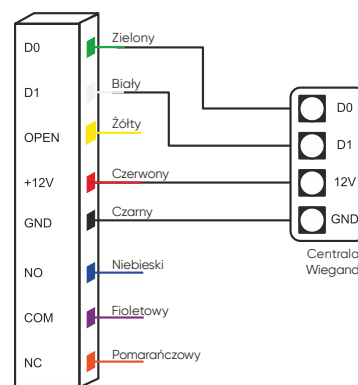 D0
Zielony
D1
Biały
OPEN
Żółty
+12V
Czerwony
GND
Czarny
NO
Niebieski
COM
Fioletowy
NC
Pomarańczowy
D0
D1
12V
GND
Centrala
Wiegand